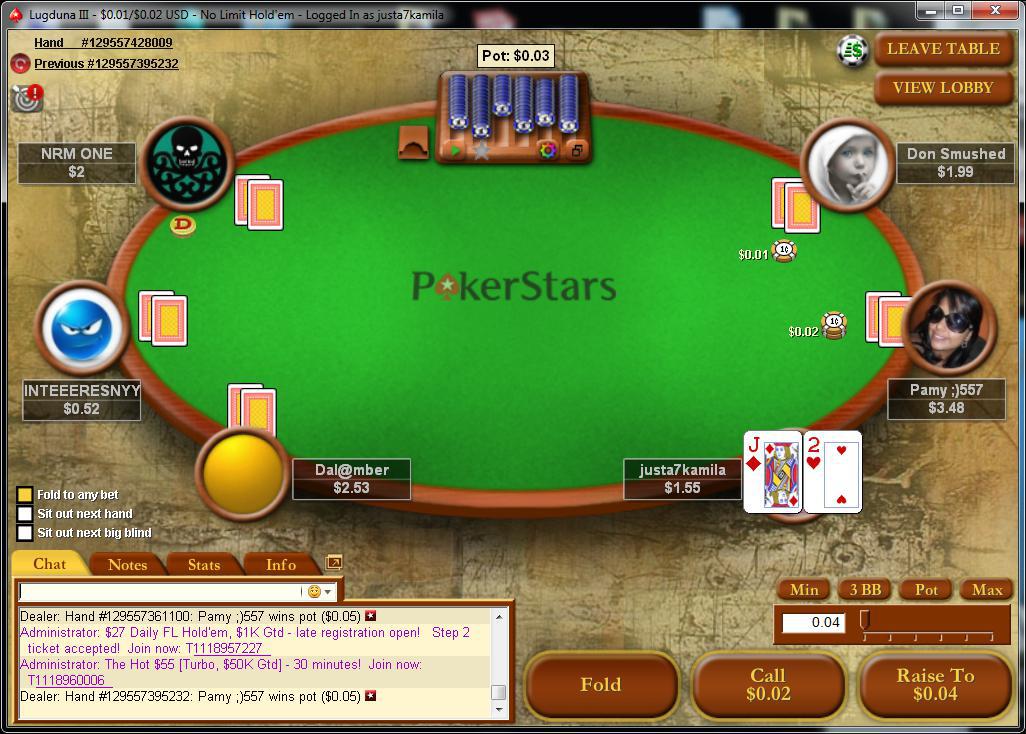 Lugduna III - $0.01/$0.02 USD - No Limit Hold'em - Logged In as justa7kamila
Hand #129557428009
Previous #129557395232
Pot: $0.03
LEAVE TABLE
VIEW LOBBY
NRM ONE
$2
Don Smushed
$1.99
D
$0.01
1¢
PokerStars
$0.02
1¢
INTEEERESNYY
$0.52
Pamy ;)557
$3.48
Dal@mber
$2.53
justa7kamila
$1.55
J
2
Fold to any bet
Sit out next hand
Sit out next big blind
Chat
Notes
Stats
Info
Dealer: Hand #129557361100: Pamy ;)557 wins pot ($0.05)
Administrator: $27 Daily FL Hold'em, $1K Gtd - late registration open! Step 2
ticket accepted! Join now: T1118957227
Administrator: The Hot $55 [Turbo, $50K Gtd] - 30 minutes! Join now:
T1118960006
Dealer: Hand #129557395232: Pamy ;)557 wins pot ($0.05)
Min
3 BB
Pot
Max
0.04
Fold
Call
$0.02
Raise To
$0.04